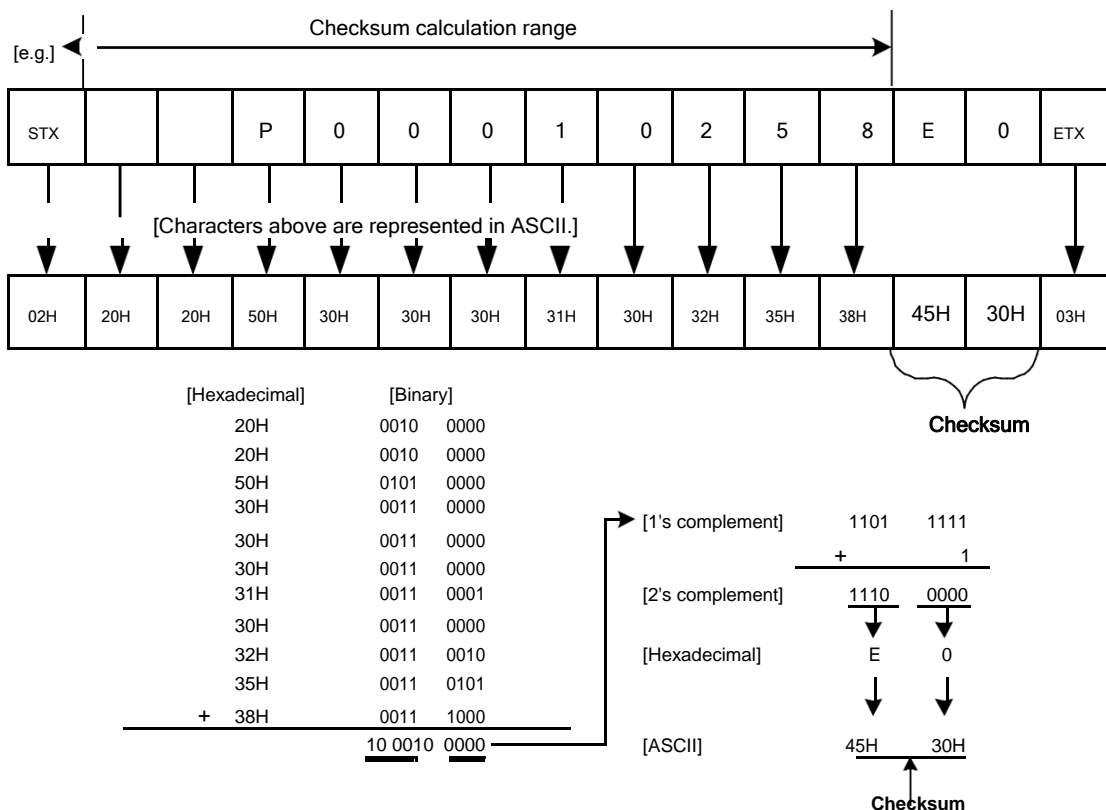 Checksum calculation range
[e.g.]
STX P 0 0 0 1 0 2 5 8 E 0 ETX
[Characters above are represented in ASCII.]
02H 20H 20H 50H 30H 30H 30H 31H 30H 32H 35H 38H 45H 30H 03H
Checksum
[Hexadecimal] [Binary]
20H 0010 0000
20H 0010 0000
50H 0101 0000
30H 0011 0000
30H 0011 0000
30H 0011 0000
31H 0011 0001
30H 0011 0000
32H 0011 0010
35H 0011 0101
+ 38H 0011 1000
10 0010 0000
[1's complement] 1101 1111
+ 1
[2's complement] 1110 0000
[Hexadecimal] E 0
[ASCII] 45H 30H
Checksum